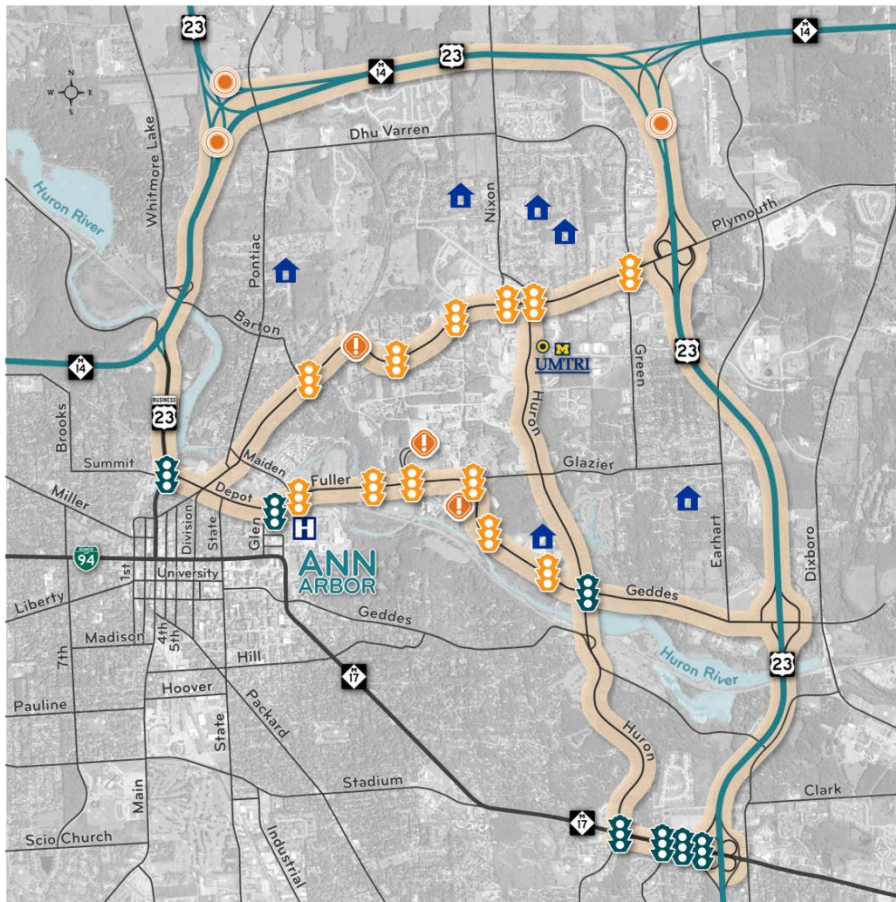 23
M 14
23
M 14
N
W E
S
Whitmore Lake
Dhu Varren
Nixon
Huron River
Pontiac
Plymouth
Barton
M
UMTRI
Green
23
M 14
BUSINESS
23
Brooks
Huron
Summit
Maiden
Fuller
Glazier
Depot
Miller
Division
State
Glen
H
Earhart
Dixboro
94
1st
University
ANN
ARBOR
Geddes
Liberty
Geddes
4th
5th
Madison
7th
Hill
Huron River
23
M 17
Hoover
Packard
Pauline
State
Huron
Main
Stadium
Clark
M 17
Scio Church
Industrial